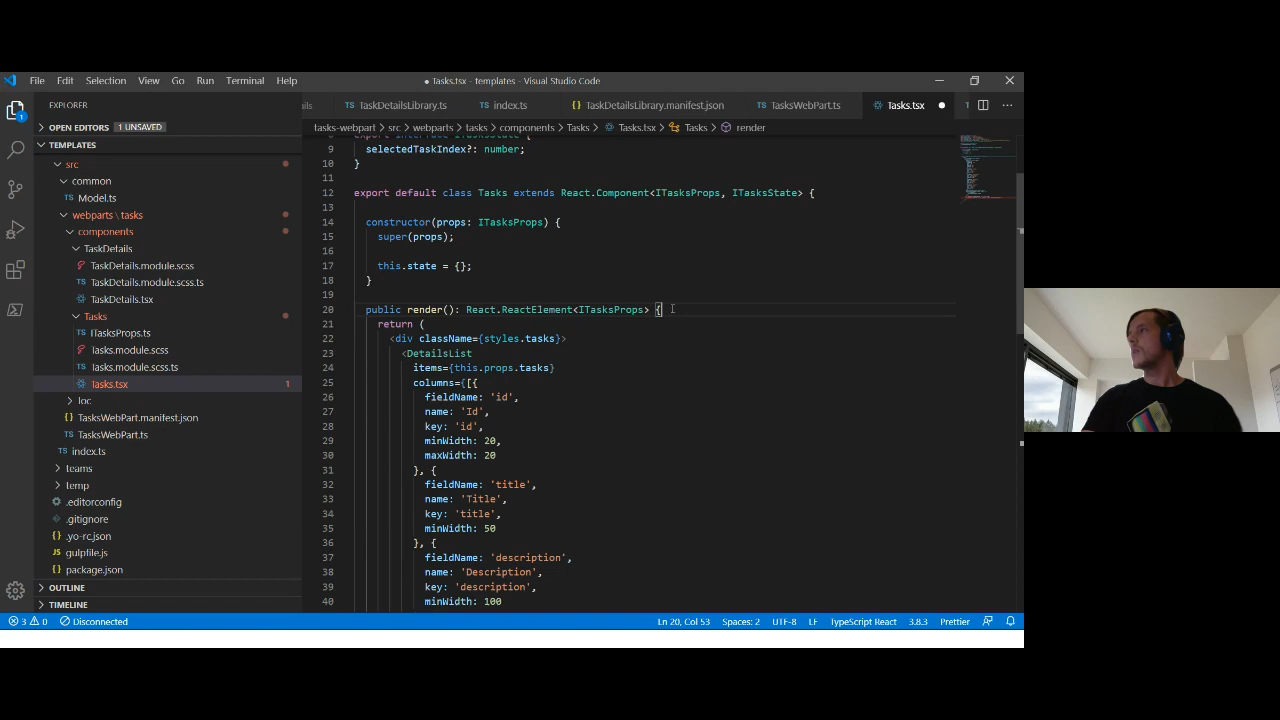 File Edit Selection View Go Run Terminal Help
● Tasks.tsx - templates - Visual Studio Code
EXPLORER
ils TaskDetailsLibrary.ts index.ts TaskDetailsLibrary.manifest.json TasksWebPart.ts Tasks.tsx
OPEN EDITORS 1 UNSAVED
tasks-webpart > src > webparts > tasks > components > Tasks > Tasks.tsx > Tasks > render
TEMPLATES
src
common
Model.ts
webparts \ tasks
components
TaskDetails
TaskDetails.module.scss
TaskDetails.module.scss.ts
TaskDetails.tsx
Tasks
ITasksProps.ts
Tasks.module.scss
Tasks.module.scss.ts
Tasks.tsx 1
loc
TasksWebPart.manifest.json
TasksWebPart.ts
index.ts
teams
temp
.editorconfig
.gitignore
.yo-rc.json
gulpfile.js
package.json
OUTLINE
TIMELINE
export interface ITasksState {
9 selectedTaskIndex?: number;
10 }
11
12 export default class Tasks extends React.Component<ITasksProps, ITasksState> {
13
14 constructor(props: ITasksProps) {
15 super(props);
16
17 this.state = {};
18 }
19
20 public render(): React.ReactElement<ITasksProps> {
21 return (
22 <div className={styles.tasks}>
23 <DetailsList
24 items={this.props.tasks}
25 columns={[{
26 fieldName: 'id',
27 name: 'Id',
28 key: 'id',
29 minWidth: 20,
30 maxWidth: 20
31 }, {
32 fieldName: 'title',
33 name: 'Title',
34 key: 'title',
35 minWidth: 50
36 }, {
37 fieldName: 'description',
38 name: 'Description',
39 key: 'description',
40 minWidth: 100
3 0 Disconnected Ln 20, Col 53 Spaces: 2 UTF-8 LF TypeScript React 3.8.3 Prettier